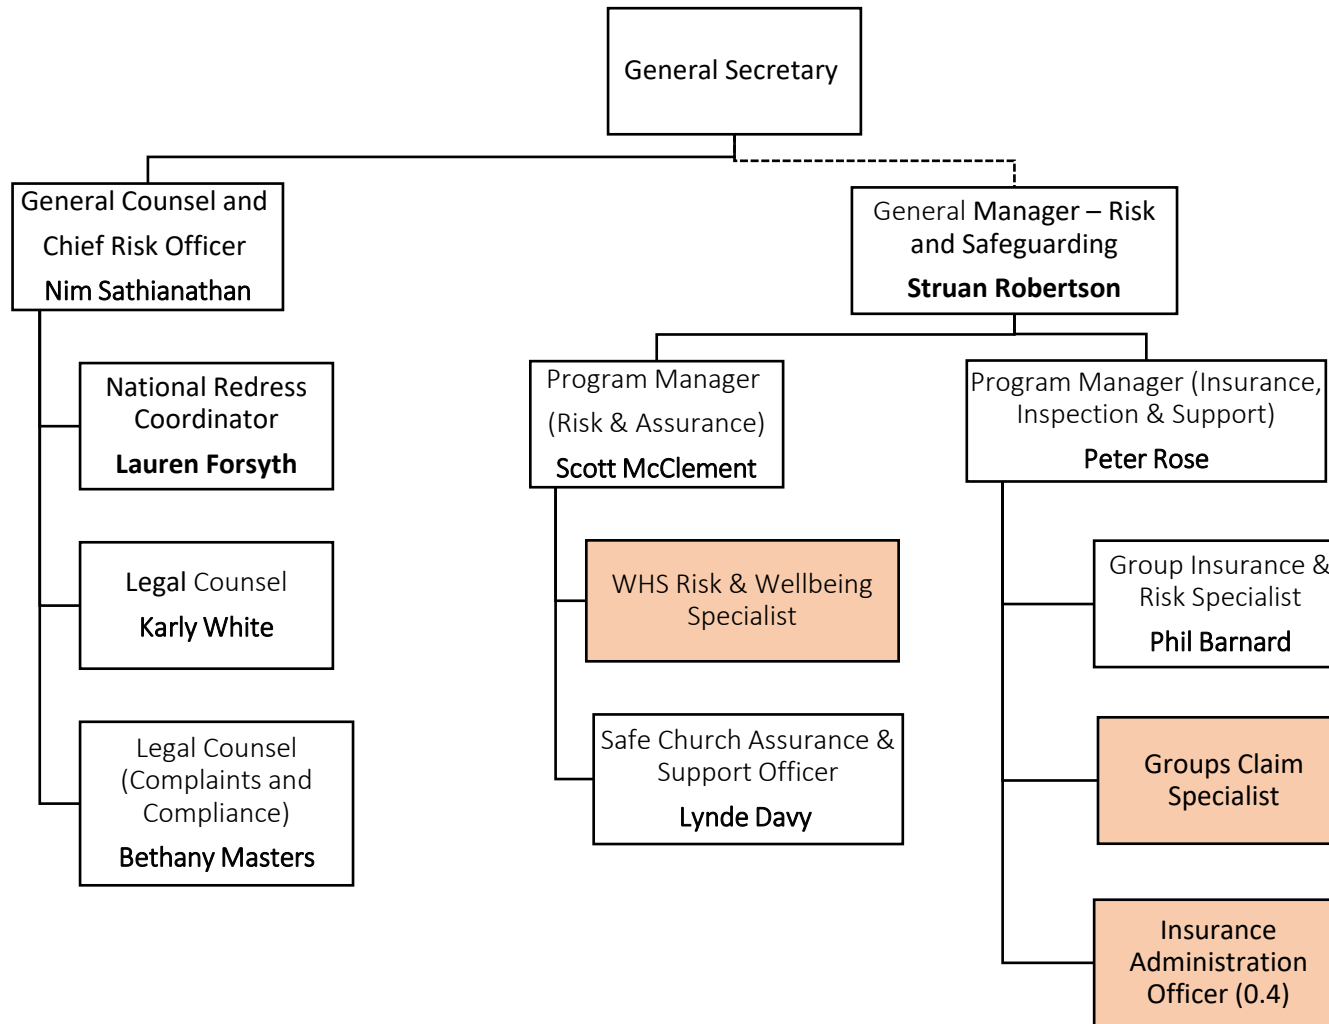 General Secretary
General Counsel and
Chief Risk Officer
Nim Sathianathan
General Manager – Risk
and Safeguarding
Struan Robertson
National Redress
Coordinator
Lauren Forsyth
Legal Counsel
Karly White
Legal Counsel
(Complaints and
Compliance)
Bethany Masters
Program Manager
(Risk & Assurance)
Scott McClement
WHS Risk & Wellbeing
Specialist
Safe Church Assurance &
Support Officer
Lynde Davy
Program Manager (Insurance,
Inspection & Support)
Peter Rose
Group Insurance &
Risk Specialist
Phil Barnard
Groups Claim
Specialist
Insurance
Administration
Officer (0.4)